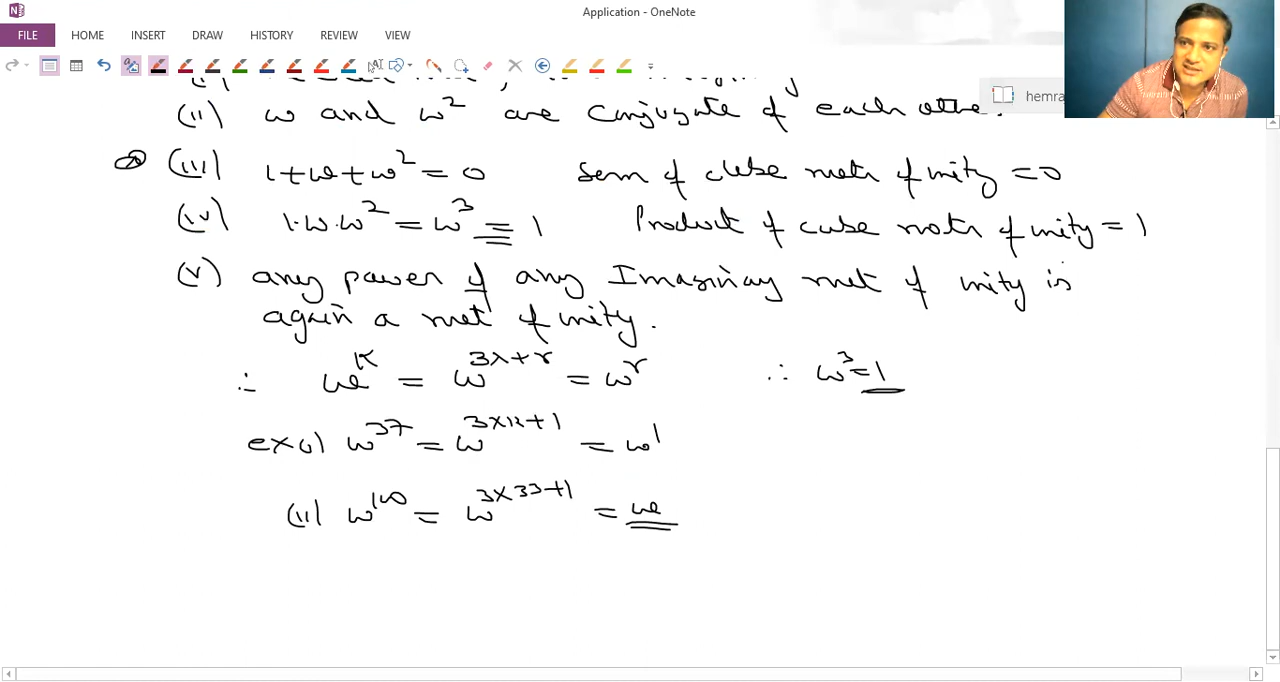 Application - OneNote
FILE HOME INSERT DRAW HISTORY REVIEW VIEW
hemra
(ii) ω and ω² are conjugate of each other.
(iii) 1+ω+ω² = 0 Sum of cube roots of unity = 0
(iv) 1.ω.ω² = ω³ = 1 Product of cube roots of unity = 1
(v) any power of any Imaginary root of unity is
again a root of unity.
∴ ω^K = ω^3λ+r = ω^r ∴ ω³=1
ex(i) ω^37 = ω^3×12+1 = ω^1
(ii) ω^100 = ω^3×33+1 = ω